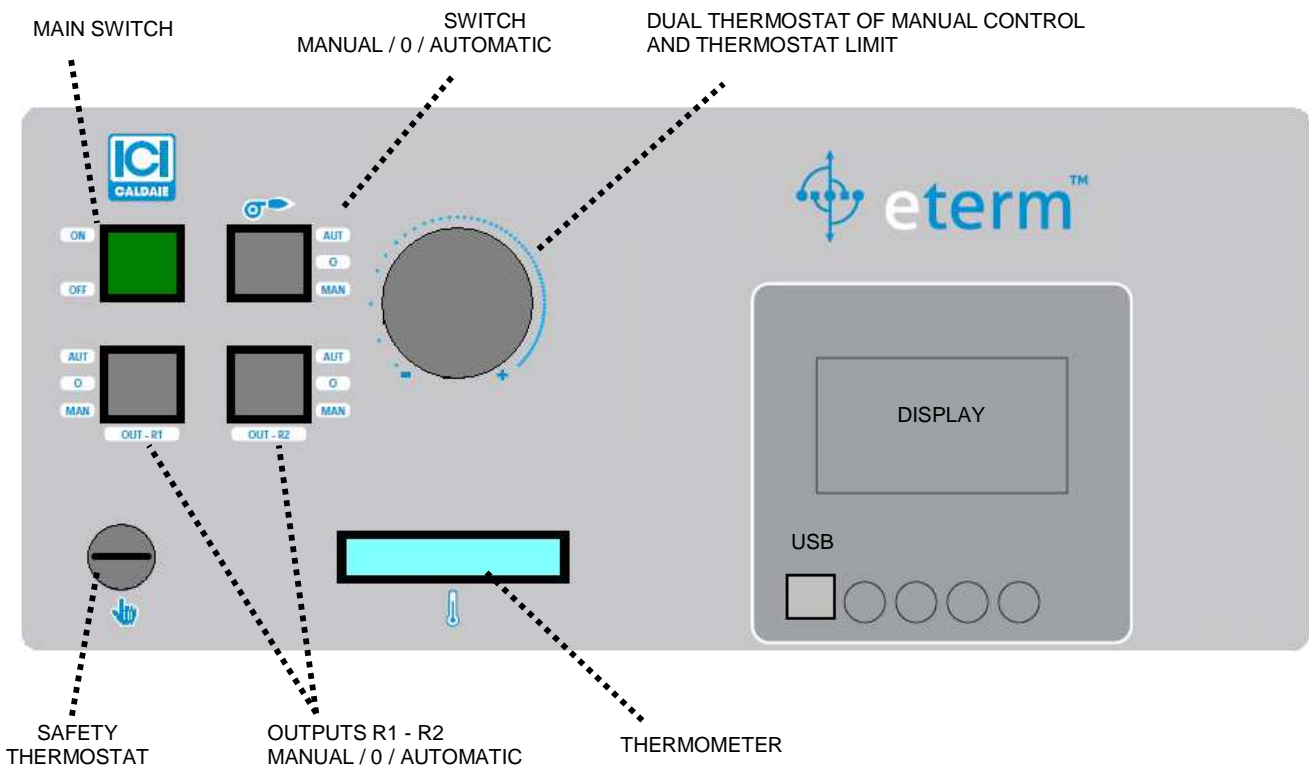 MAIN SWITCH
SWITCH
MANUAL / 0 / AUTOMATIC
DUAL THERMOSTAT OF MANUAL CONTROL
AND THERMOSTAT LIMIT
ICI
CALDAIE
eterm™
ON
OFF
AUT
O
MAN
AUT
O
MAN
OUT - R1
AUT
O
MAN
OUT - R2
- +
DISPLAY
USB
SAFETY
THERMOSTAT
OUTPUTS R1 - R2
MANUAL / 0 / AUTOMATIC
THERMOMETER